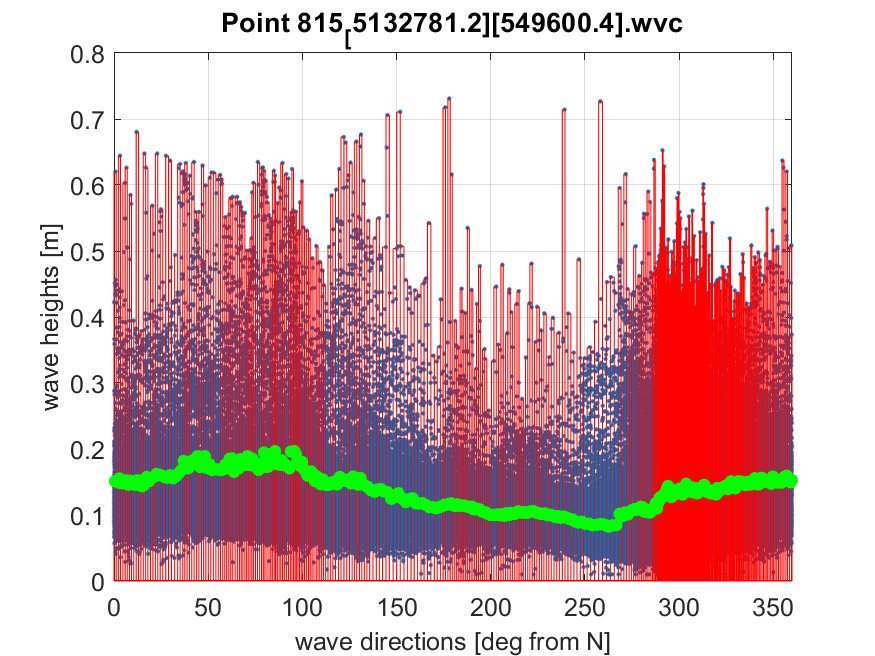 Point 815[5132781.2][549600.4].wvc
0.8
0.7
0.6
0.5
0.4
0.3
0.2
0.1
0
wave heights [m]
0 50 100 150 200 250 300 350
wave directions [deg from N]